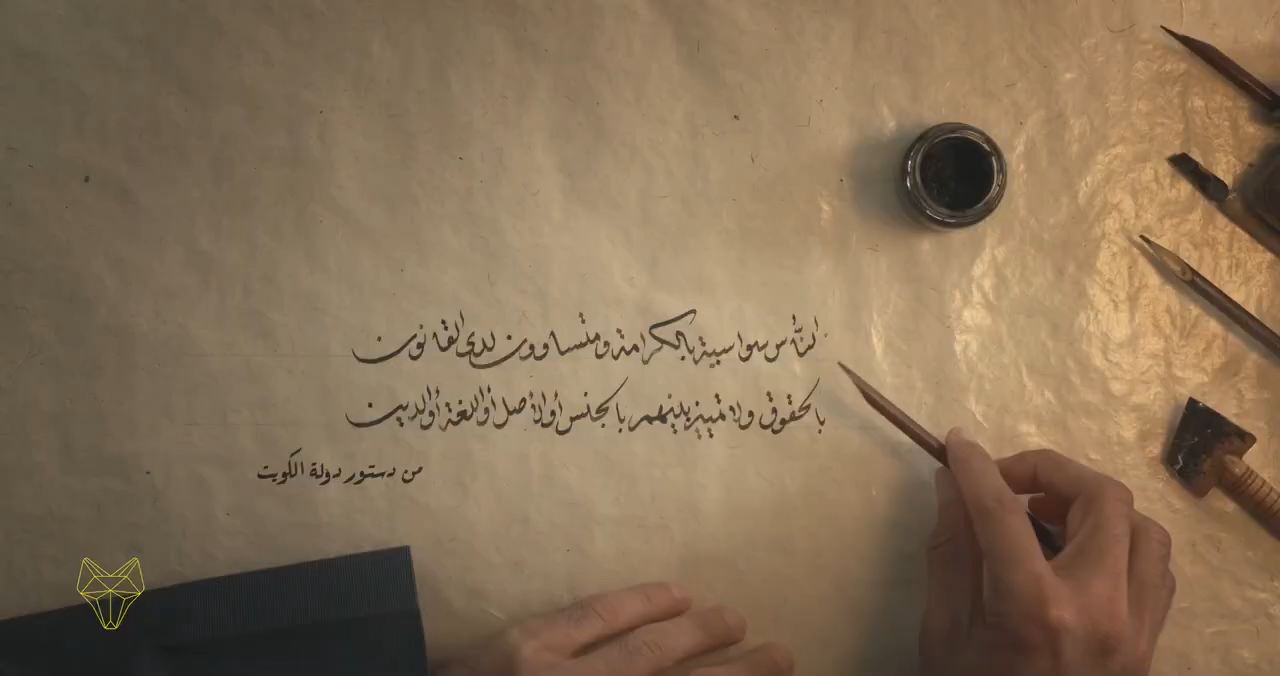 الناس سواسية بالكرامة ومتساوون لدى القانون
بالحقوق ولا تمييز بينهم بالجنس أو الأصل أو اللغة أو الدين
من دستور دولة الكويت